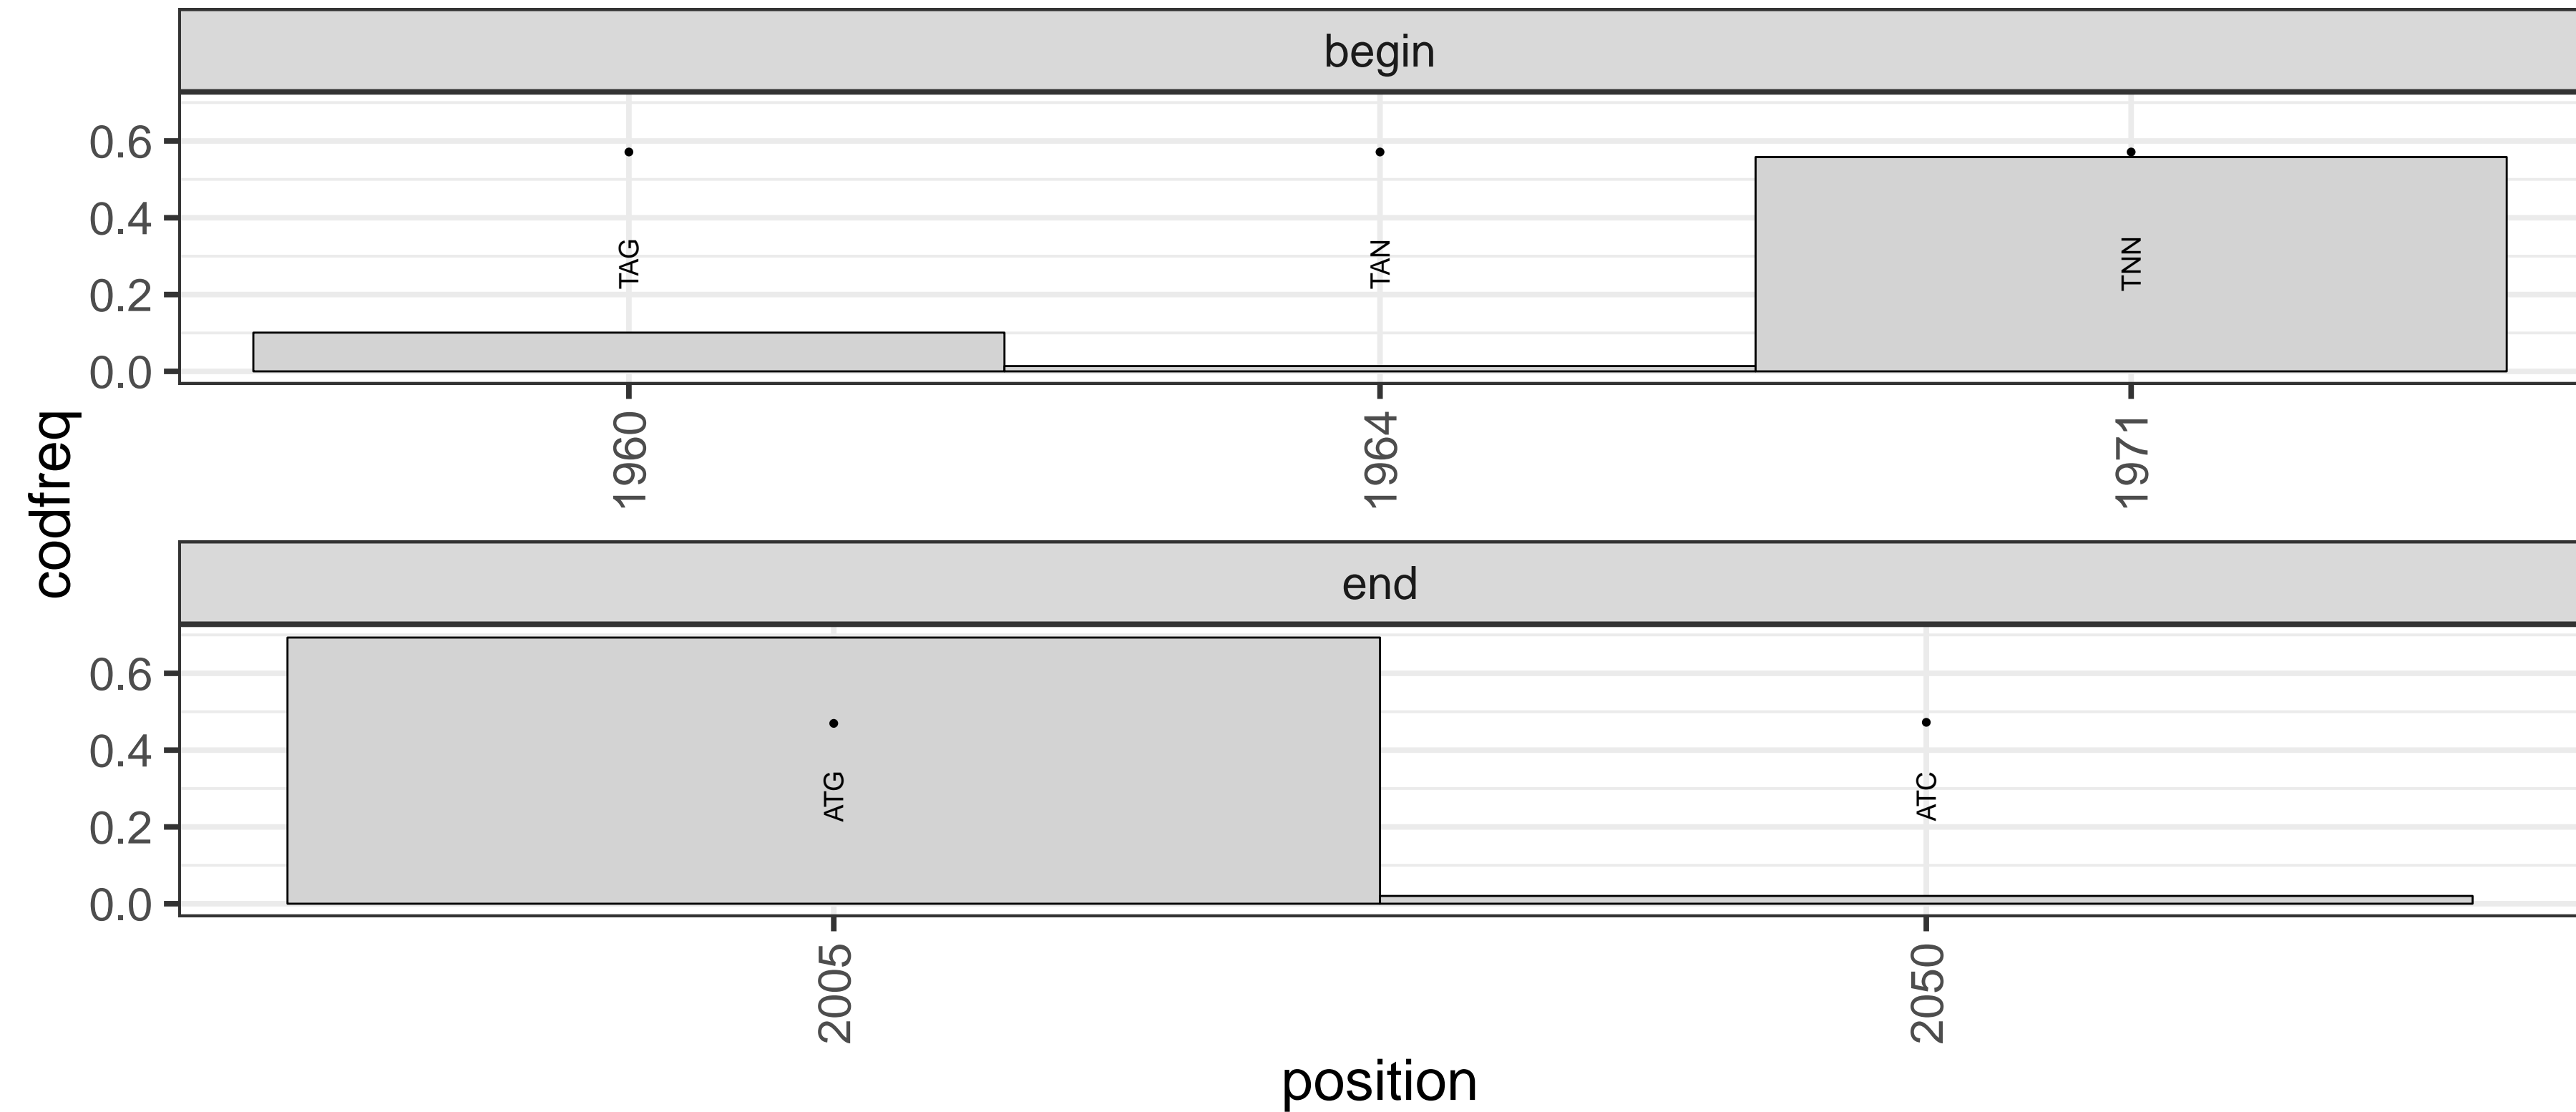 begin
0.6
0.4
0.2
0.0
TAG
TAN
TNN
1960
1964
1971
codfreq
end
0.6
0.4
0.2
0.0
ATG
ATC
2005
2050
position